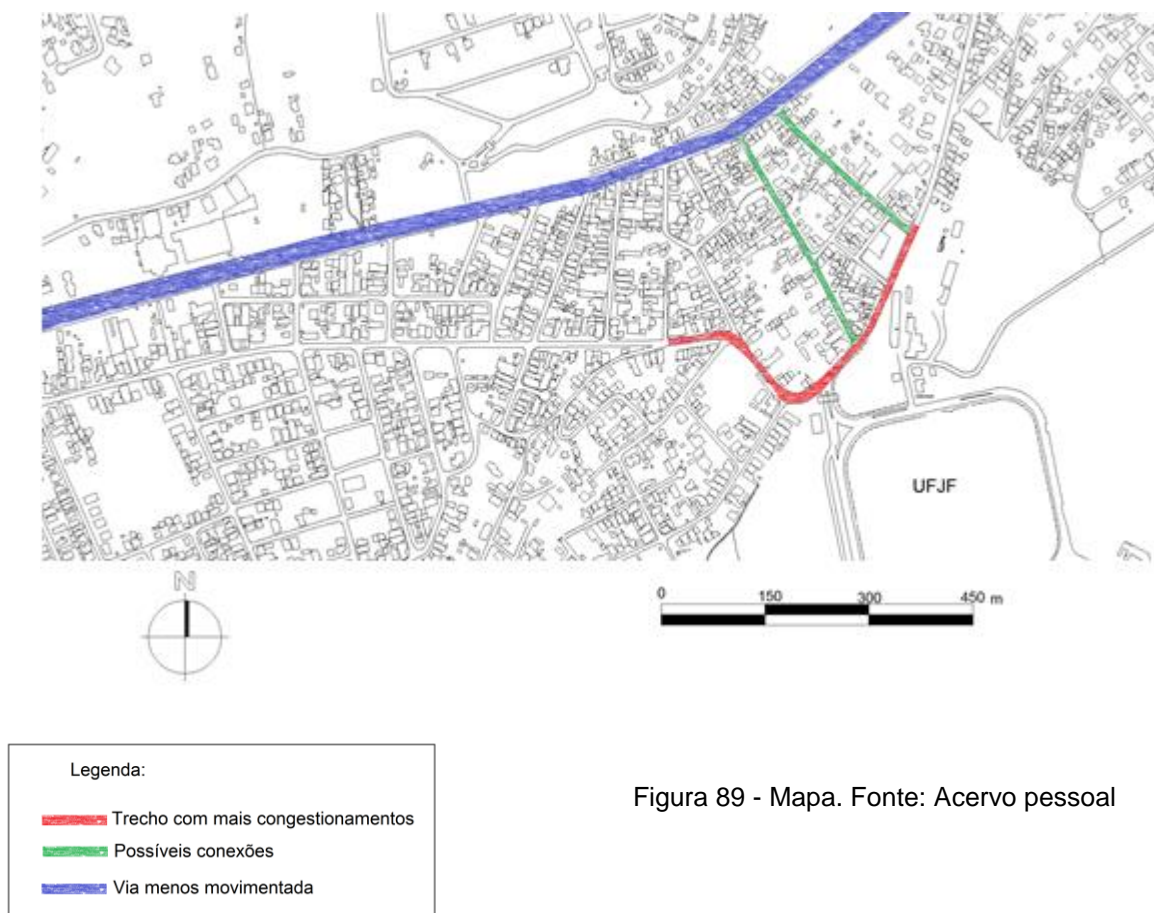 UFJF
N
0 150 300 450 m
Legenda:
Trecho com mais congestionamentos
Possíveis conexões
Via menos movimentada
Figura 89 - Mapa. Fonte: Acervo pessoal